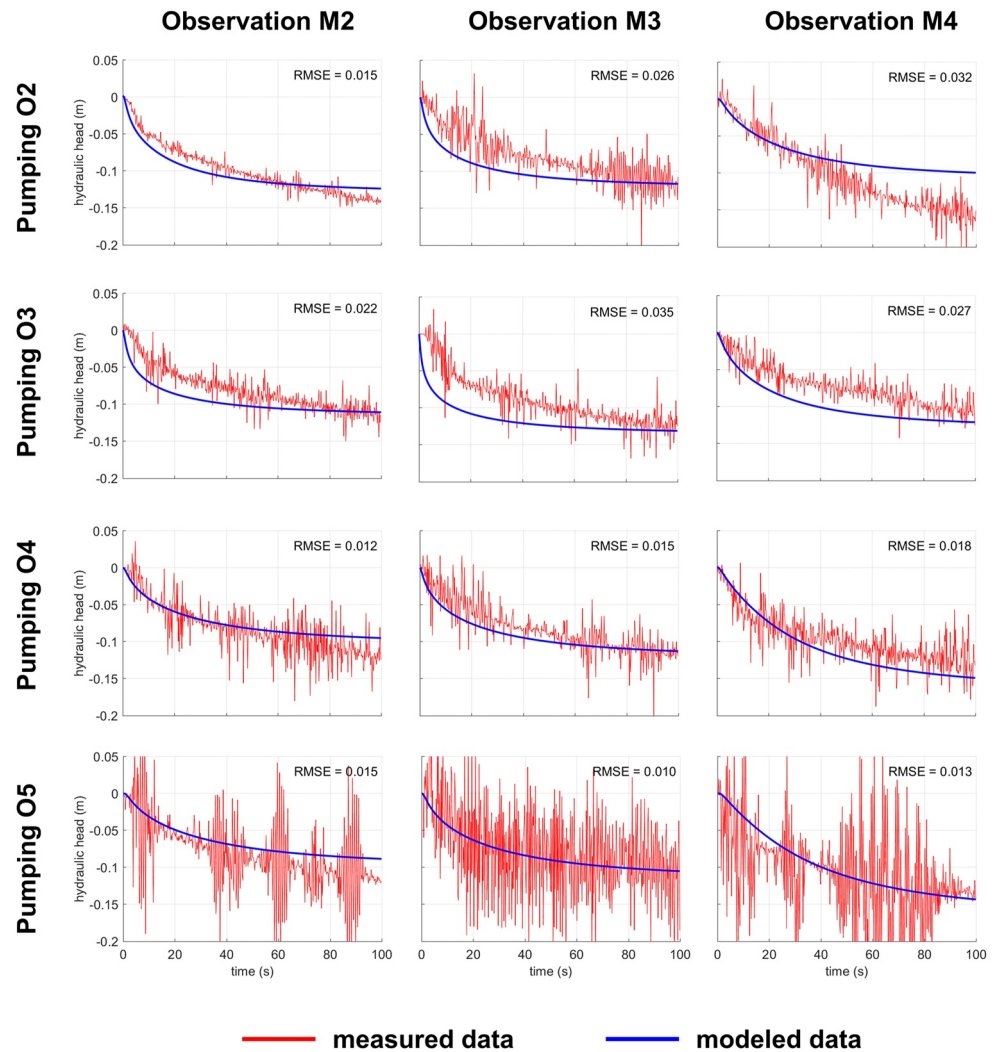 Observation M2 Observation M3 Observation M4
Pumping O2
hydraulic head (m)
0.05
0
-0.05
-0.1
-0.15
-0.2
RMSE = 0.015
RMSE = 0.026
RMSE = 0.032
Pumping O3
hydraulic head (m)
0.05
0
-0.05
-0.1
-0.15
-0.2
RMSE = 0.022
RMSE = 0.035
RMSE = 0.027
Pumping O4
hydraulic head (m)
0.05
0
-0.05
-0.1
-0.15
-0.2
RMSE = 0.012
RMSE = 0.015
RMSE = 0.018
Pumping O5
hydraulic head (m)
0.05
0
-0.05
-0.1
-0.15
-0.2
RMSE = 0.015
RMSE = 0.010
RMSE = 0.013
0 20 40 60 80 100 0 20 40 60 80 100 0 20 40 60 80 100
time (s) time (s) time (s)
measured data modeled data